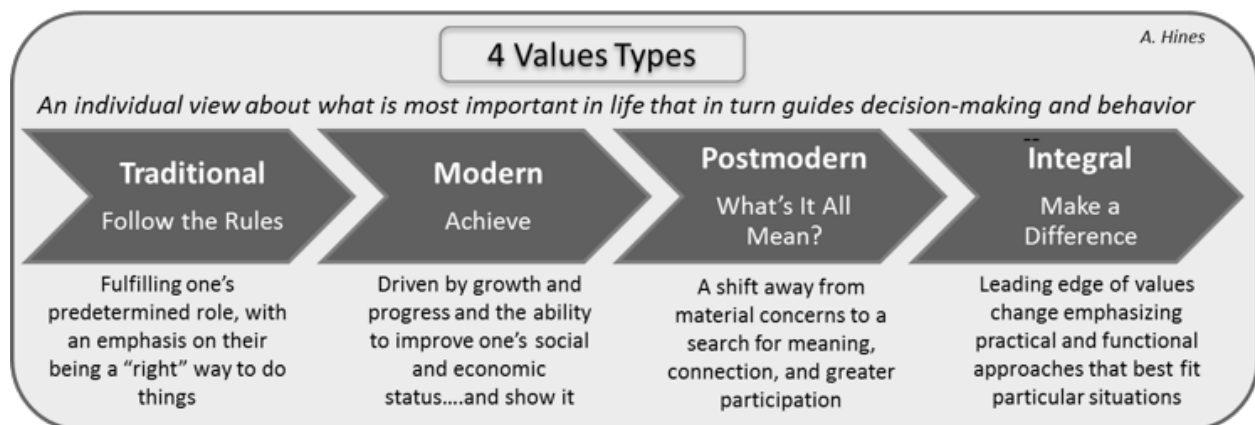 A. Hines
4 Values Types
An individual view about what is most important in life that in turn guides decision-making and behavior
--
Traditional
Follow the Rules
Modern
Achieve
Postmodern
What's It All
Mean?
Integral
Make a
Difference
Fulfilling one's
predetermined role, with
an emphasis on their
being a “right” way to do
things
Driven by growth and
progress and the ability
to improve one's social
and economic
status....and show it
A shift away from
material concerns to a
search for meaning,
connection, and greater
participation
Leading edge of values
change emphasizing
practical and functional
approaches that best fit
particular situations